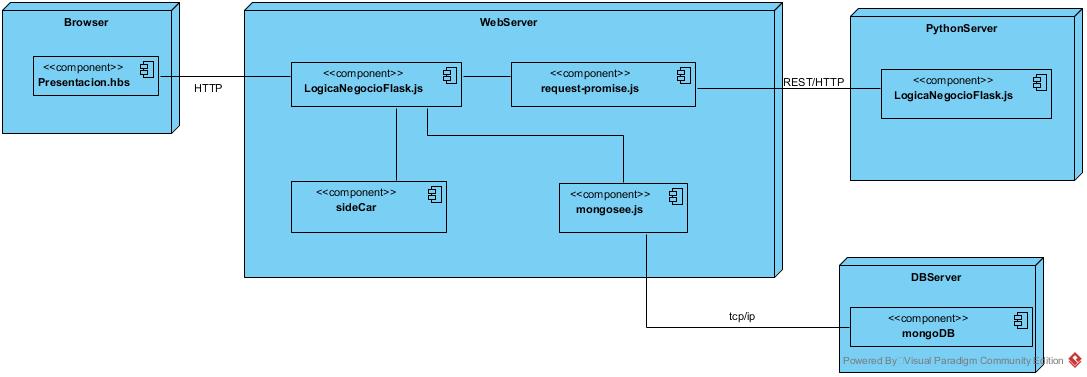 Browser
<<component>>
Presentacion.hbs
HTTP
WebServer
<<component>>
LogicaNegocioFlask.js
<<component>>
request-promise.js
<<component>>
sideCar
<<component>>
mongosee.js
REST/HTTP
PythonServer
<<component>>
LogicaNegocioFlask.js
tcp/ip
DBServer
<<component>>
mongoDB
Powered By Visual Paradigm Community Edition